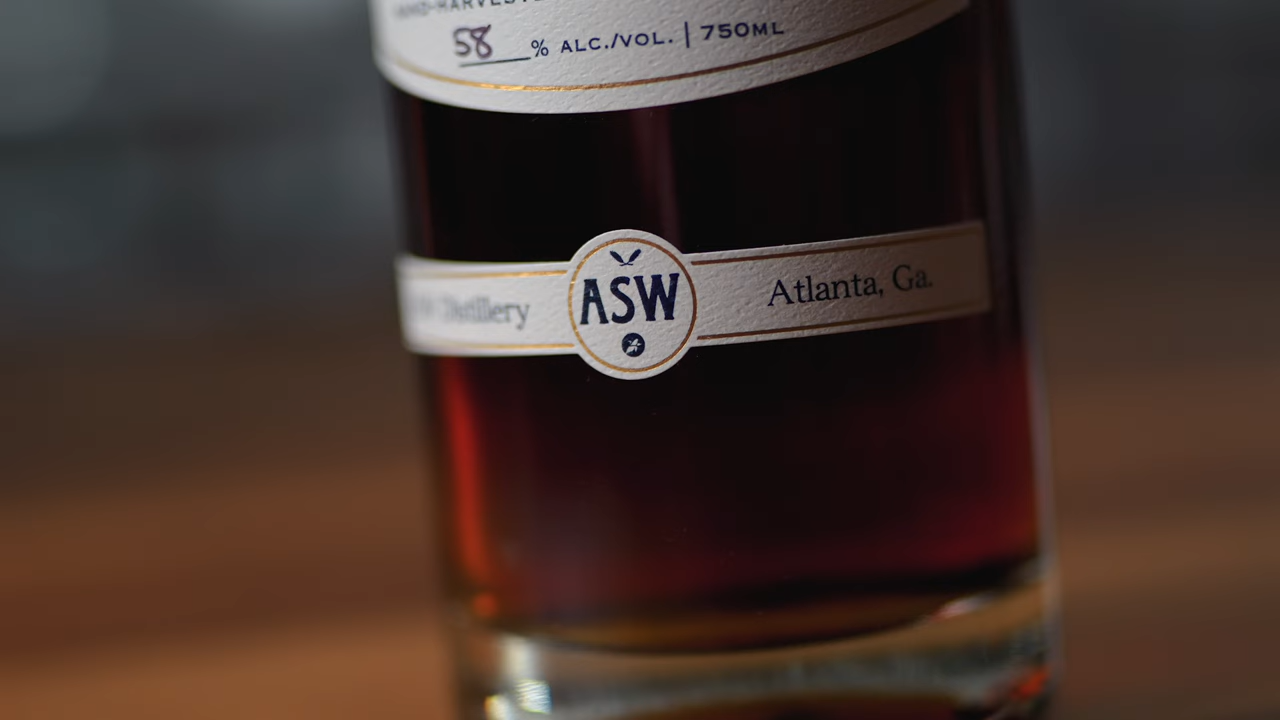 58 % ALC./VOL. | 750ML
Distillery ASW Atlanta, Ga.